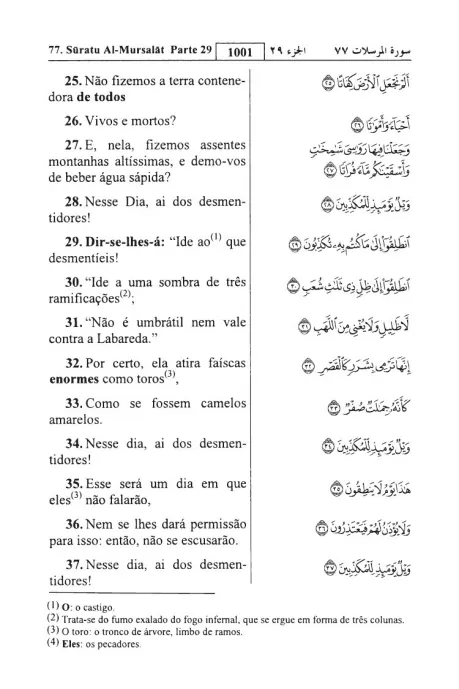 77. Sūratu Al-Mursalāt Parte 29
1001
الجزء ٢٩
سورة المرسلات ٧٧
25. Não fizemos a terra contene-
dora de todos
26. Vivos e mortos?
27. E, nela, fizemos assentes
montanhas altíssimas, e demo-vos
de beber água sápida?
28. Nesse Dia, ai dos desmen-
tidores!
29. Dir-se-lhes-á: “Ide ao(1) que
desmentíeis!
30. “Ide a uma sombra de três
ramificações(2);
31. “Não é umbrátil nem vale
contra a Labareda.”
32. Por certo, ela atira faíscas
enormes como toros(3),
33. Como se fossem camelos
amarelos.
34. Nesse dia, ai dos desmen-
tidores!
35. Esse será um dia em que
eles(3) não falarão,
36. Nem se lhes dará permissão
para isso: então, não se escusarão.
37. Nesse dia, ai dos desmen-
tidores!
أَلَمْ نَجْعَلِ ٱلْأَرْضَ كِفَاتًا ٢٥
أَحْيَآءً وَأَمْوَٰتًا ٢٦
وَجَعَلْنَا فِيهَا رَوَٰسِىَ شَٰمِخَٰتٍ
وَأَسْقَيْنَٰكُم مَّآءً فُرَاتًا ٢٧
وَيْلٌ يَوْمَئِذٍ لِّلْمُكَذِّبِينَ ٢٨
ٱنطَلِقُوٓا۟ إِلَىٰ مَا كُنتُم بِهِۦ تُكَذِّبُونَ ٢٩
ٱنطَلِقُوٓا۟ إِلَىٰ ظِلٍّ ذِى ثَلَٰثِ شُعَبٍ ٣٠
لَّا ظَلِيلٍ وَلَا يُغْنِى مِنَ ٱللَّهَبِ ٣١
إِنَّهَا تَرْمِى بِشَرَرٍ كَٱلْقَصْرِ ٣٢
كَأَنَّهُۥ جِمَٰلَتٌ صُفْرٌ ٣٣
وَيْلٌ يَوْمَئِذٍ لِّلْمُكَذِّبِينَ ٣٤
هَٰذَا يَوْمُ لَا يَنطِقُونَ ٣٥
وَلَا يُؤْذَنُ لَهُمْ فَيَعْتَذِرُونَ ٣٦
وَيْلٌ يَوْمَئِذٍ لِّلْمُكَذِّبِينَ ٣٧
(1) O: o castigo.
(2) Trata-se do fumo exalado do fogo infernal, que se ergue em forma de três colunas.
(3) O toro: o tronco de árvore, limbo de ramos.
(4) Eles: os pecadores.